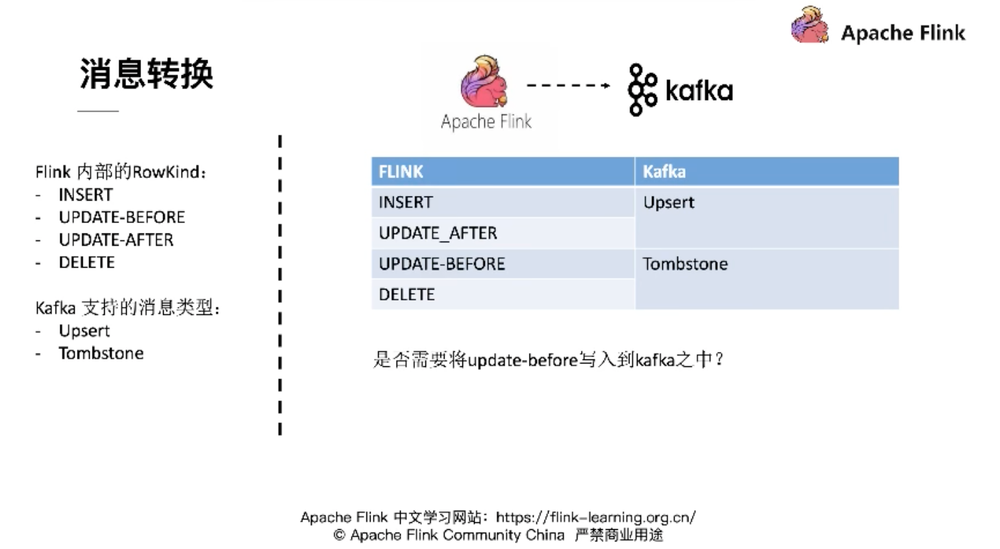 Apache Flink
消息转换
Apache Flink
kafka
Flink 内部的RowKind：
- INSERT
- UPDATE-BEFORE
- UPDATE-AFTER
- DELETE
Kafka 支持的消息类型：
- Upsert
- Tombstone
FLINK Kafka
INSERT Upsert
UPDATE_AFTER
UPDATE-BEFORE Tombstone
DELETE
是否需要将update-before写入到kafka之中？
Apache Flink 中文学习网站：https://flink-learning.org.cn/
© Apache Flink Community China 严禁商业用途